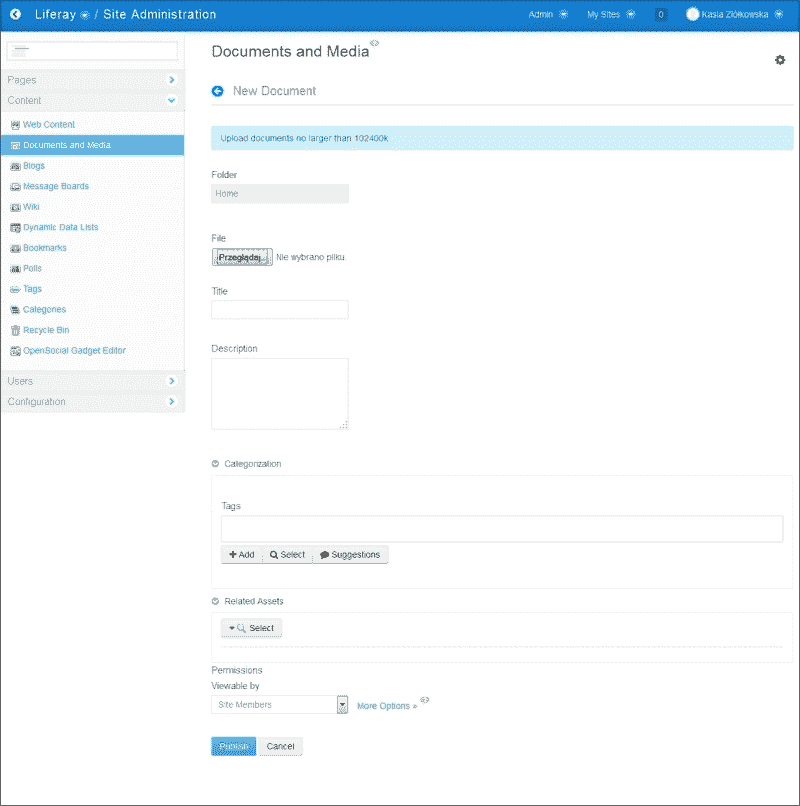 Liferay / Site Administration
Admin
My Sites
0
Kasia Ziółkowska
Pages
Content
Web Content
Documents and Media
Blogs
Message Boards
Wiki
Dynamic Data Lists
Bookmarks
Polls
Tags
Categories
Recycle Bin
OpenSocial Gadget Editor
Users
Configuration
Documents and Media
New Document
Upload documents no larger than 102400k
Folder
Home
File
Przeglądaj... Nie wybrano pliku.
Title
Description
Categorization
Tags
Add Select Suggestions
Related Assets
Select
Permissions
Viewable by
Site Members More Options »
Publish Cancel